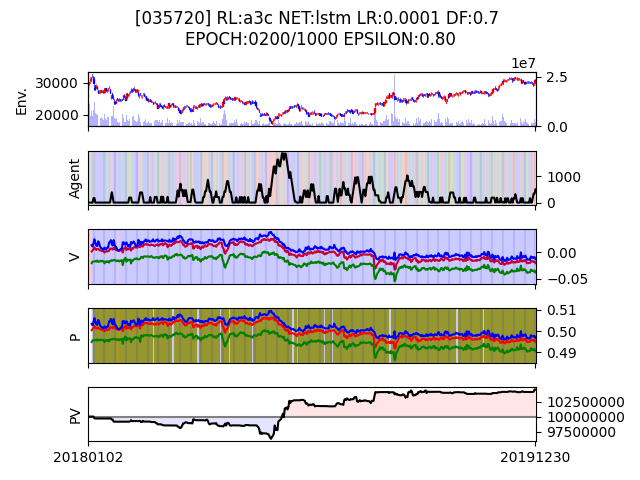 [035720] RL:a3c NET:lstm LR:0.0001 DF:0.7
EPOCH:0200/1000 EPSILON:0.80
1e7
Env.
30000
20000
2.5
0.0
Agent
1000
0
V
0.00
−0.05
P
0.51
0.50
0.49
PV
102500000
100000000
97500000
20180102
20191230